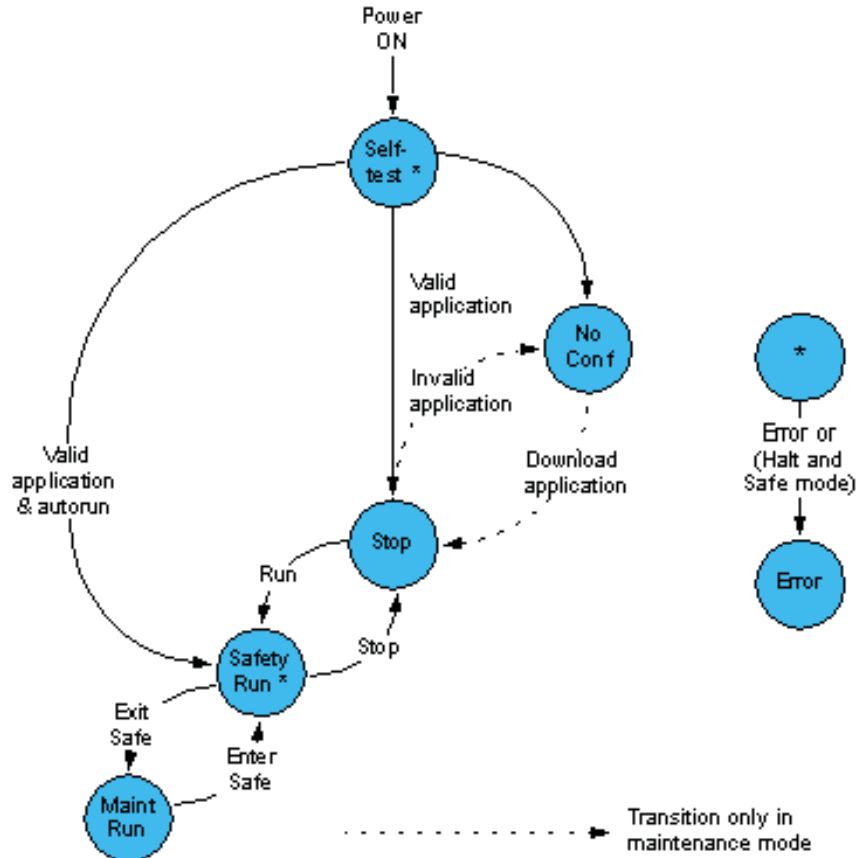 Power
ON
Self-
test *
Valid
application
No
Conf
*
Invalid
application
Error or
(Halt and
Safe mode)
Valid
application
& autorun
Download
application
Stop
Error
Run
Stop
Safety
Run *
Exit
Safe
Enter
Safe
Maint
Run
Transition only in
maintenance mode